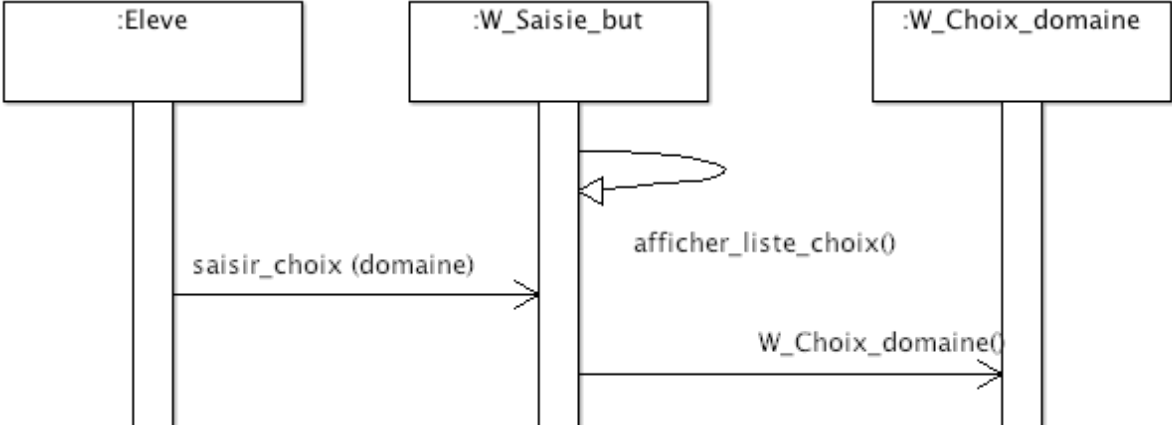 :Eleve
:W_Saisie_but
:W_Choix_domaine
afficher_liste_choix()
saisir_choix (domaine)
W_Choix_domaine()